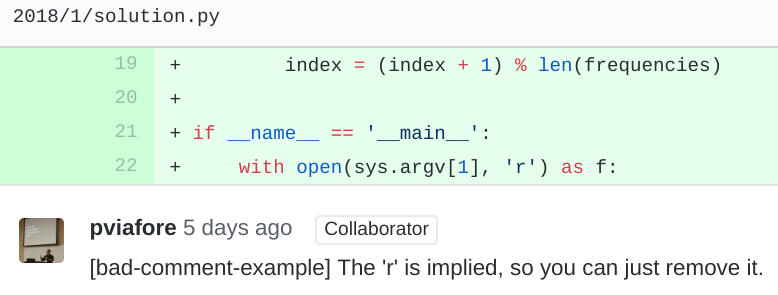 2018/1/solution.py
19 + index = (index + 1) % len(frequencies)
20 +
21 + if __name__ == '__main__':
22 + with open(sys.argv[1], 'r') as f:
pviafore 5 days ago Collaborator
[bad-comment-example] The 'r' is implied, so you can just remove it.